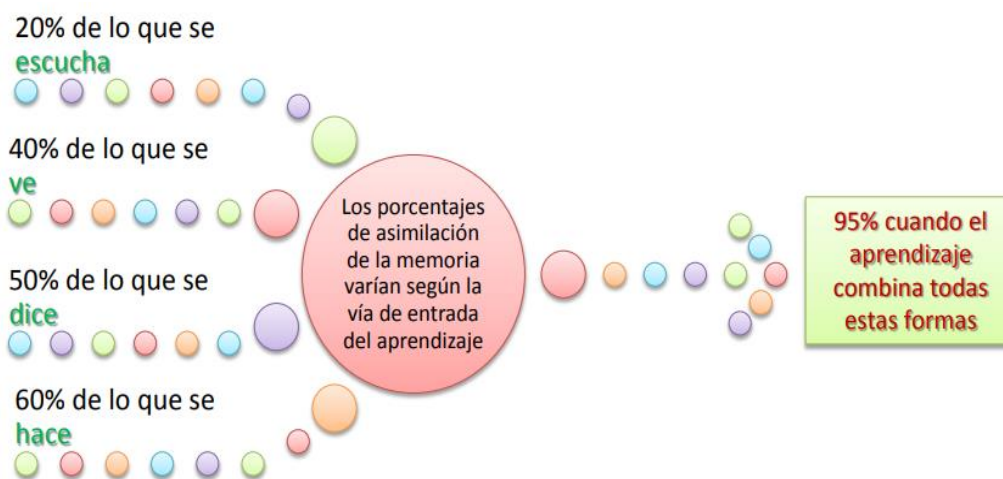 20% de lo que se
escucha
40% de lo que se
ve
50% de lo que se
dice
60% de lo que se
hace
Los porcentajes
de asimilación
de la memoria
varían según la
vía de entrada
del aprendizaje
95% cuando el
aprendizaje
combina todas
estas formas